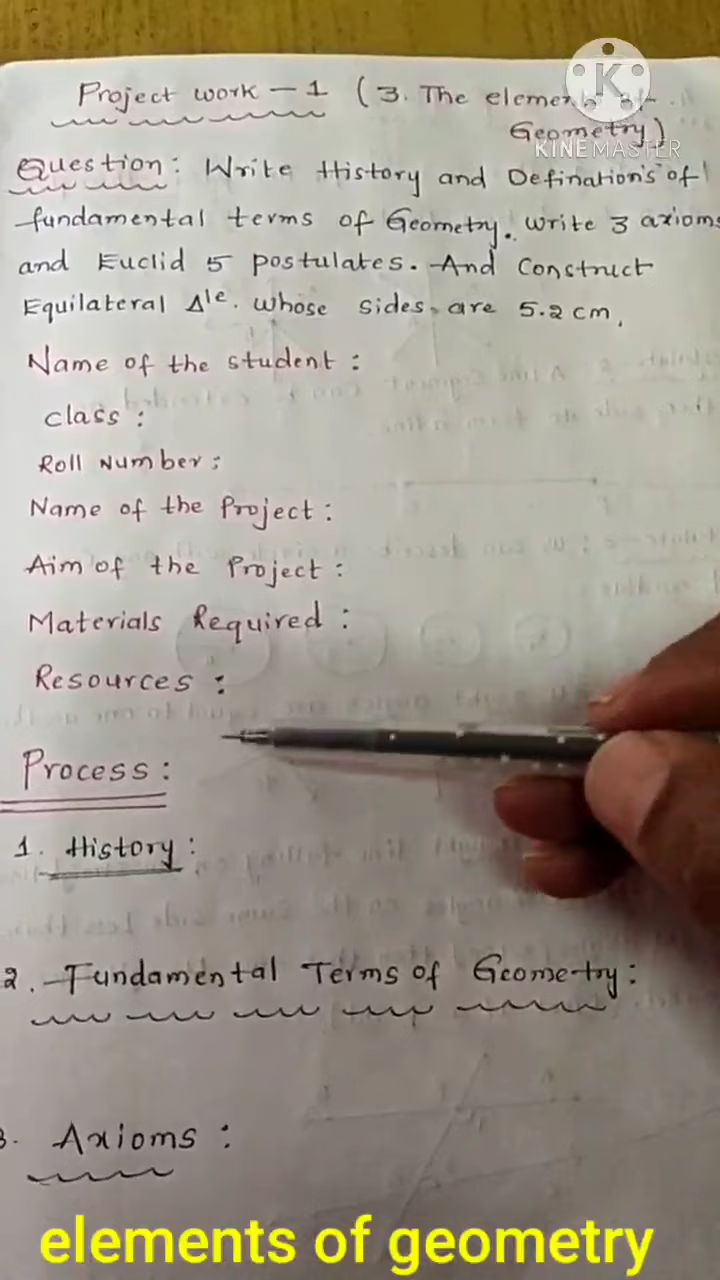 Project work - 1 (3. The elements of
Geometry)
KINEMASTER
Question: Write History and Defination's of
fundamental terms of Geometry. write 3 axioms
and Euclid 5 postulates. And Construct
Equilateral Δle. whose sides are 5.2 cm.
Name of the student:
Class:
Roll Number:
Name of the Project:
Aim of the Project:
Materials Required:
Resources:
Process:
1. History:
2. Fundamental Terms of Geometry:
3. Axioms:
elements of geometry